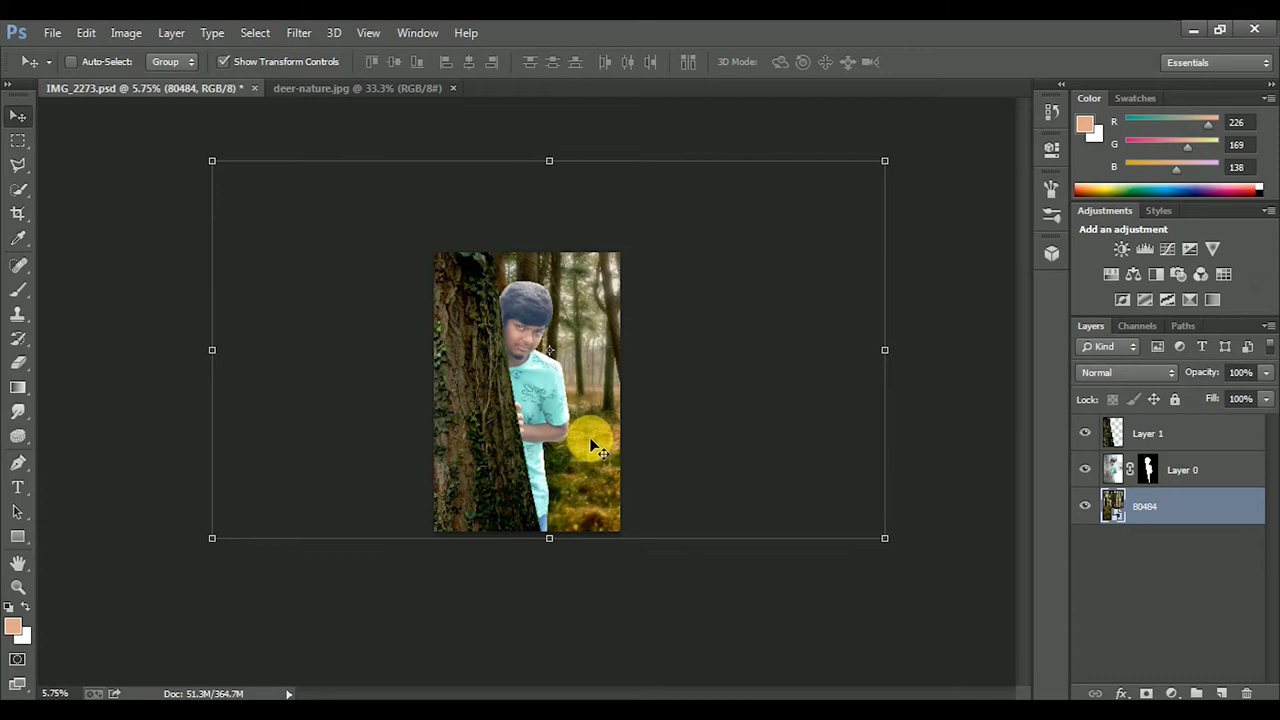 Ps File Edit Image Layer Type Select Filter 3D View Window Help
Auto-Select: Group Show Transform Controls 3D Mode: Essentials
IMG_2273.psd @ 5.75% (80484, RGB/8) * × deer-nature.jpg @ 33.3% (RGB/8#) ×
Color Swatches
R 226
G 169
B 138
Adjustments Styles
Add an adjustment
Layers Channels Paths
Kind
Normal Opacity: 100%
Lock: Fill: 100%
Layer 1
Layer 0
80484
5.75% Doc: 51.3M/364.7M